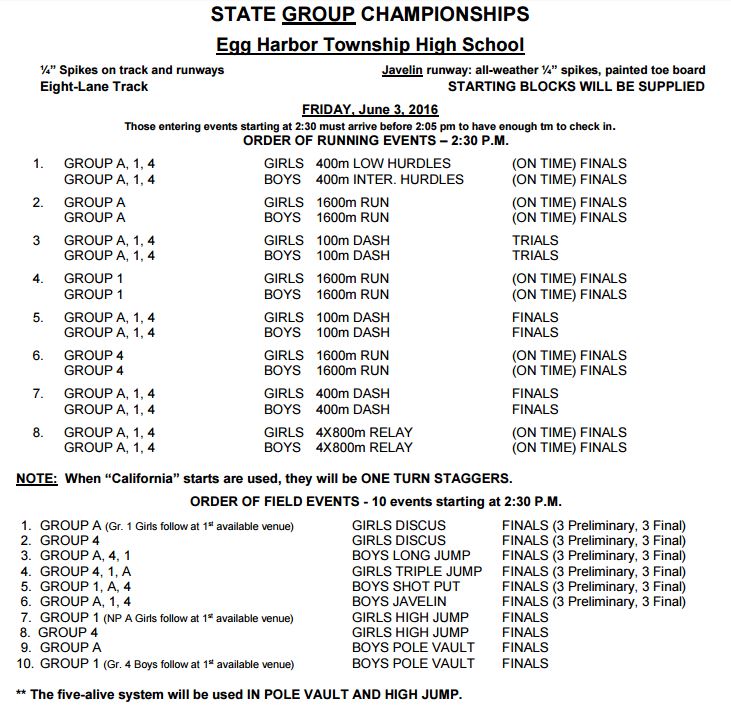 STATE GROUP CHAMPIONSHIPS
Egg Harbor Township High School
¼” Spikes on track and runways Javelin runway: all-weather ¼” spikes, painted toe board
Eight-Lane Track STARTING BLOCKS WILL BE SUPPLIED
FRIDAY, June 3, 2016
Those entering events starting at 2:30 must arrive before 2:05 pm to have enough tm to check in.
ORDER OF RUNNING EVENTS – 2:30 P.M.
1. GROUP A, 1, 4 GIRLS 400m LOW HURDLES (ON TIME) FINALS
GROUP A, 1, 4 BOYS 400m INTER. HURDLES (ON TIME) FINALS
2. GROUP A GIRLS 1600m RUN (ON TIME) FINALS
GROUP A BOYS 1600m RUN (ON TIME) FINALS
3 GROUP A, 1, 4 GIRLS 100m DASH TRIALS
GROUP A, 1, 4 BOYS 100m DASH TRIALS
4. GROUP 1 GIRLS 1600m RUN (ON TIME) FINALS
GROUP 1 BOYS 1600m RUN (ON TIME) FINALS
5. GROUP A, 1, 4 GIRLS 100m DASH FINALS
GROUP A, 1, 4 BOYS 100m DASH FINALS
6. GROUP 4 GIRLS 1600m RUN (ON TIME) FINALS
GROUP 4 BOYS 1600m RUN (ON TIME) FINALS
7. GROUP A, 1, 4 GIRLS 400m DASH FINALS
GROUP A, 1, 4 BOYS 400m DASH FINALS
8. GROUP A, 1, 4 GIRLS 4X800m RELAY (ON TIME) FINALS
GROUP A, 1, 4 BOYS 4X800m RELAY (ON TIME) FINALS
NOTE: When “California” starts are used, they will be ONE TURN STAGGERS.
ORDER OF FIELD EVENTS - 10 events starting at 2:30 P.M.
1. GROUP A (Gr. 1 Girls follow at 1st available venue) GIRLS DISCUS FINALS (3 Preliminary, 3 Final)
2. GROUP 4 GIRLS DISCUS FINALS (3 Preliminary, 3 Final)
3. GROUP A, 4, 1 BOYS LONG JUMP FINALS (3 Preliminary, 3 Final)
4. GROUP 4, 1, A GIRLS TRIPLE JUMP FINALS (3 Preliminary, 3 Final)
5. GROUP 1, A, 4 BOYS SHOT PUT FINALS (3 Preliminary, 3 Final)
6. GROUP A, 1, 4 BOYS JAVELIN FINALS (3 Preliminary, 3 Final)
7. GROUP 1 (NP A Girls follow at 1st available venue) GIRLS HIGH JUMP FINALS
8. GROUP 4 GIRLS HIGH JUMP FINALS
9. GROUP A BOYS POLE VAULT FINALS
10. GROUP 1 (Gr. 4 Boys follow at 1st available venue) BOYS POLE VAULT FINALS
** The five-alive system will be used IN POLE VAULT AND HIGH JUMP.